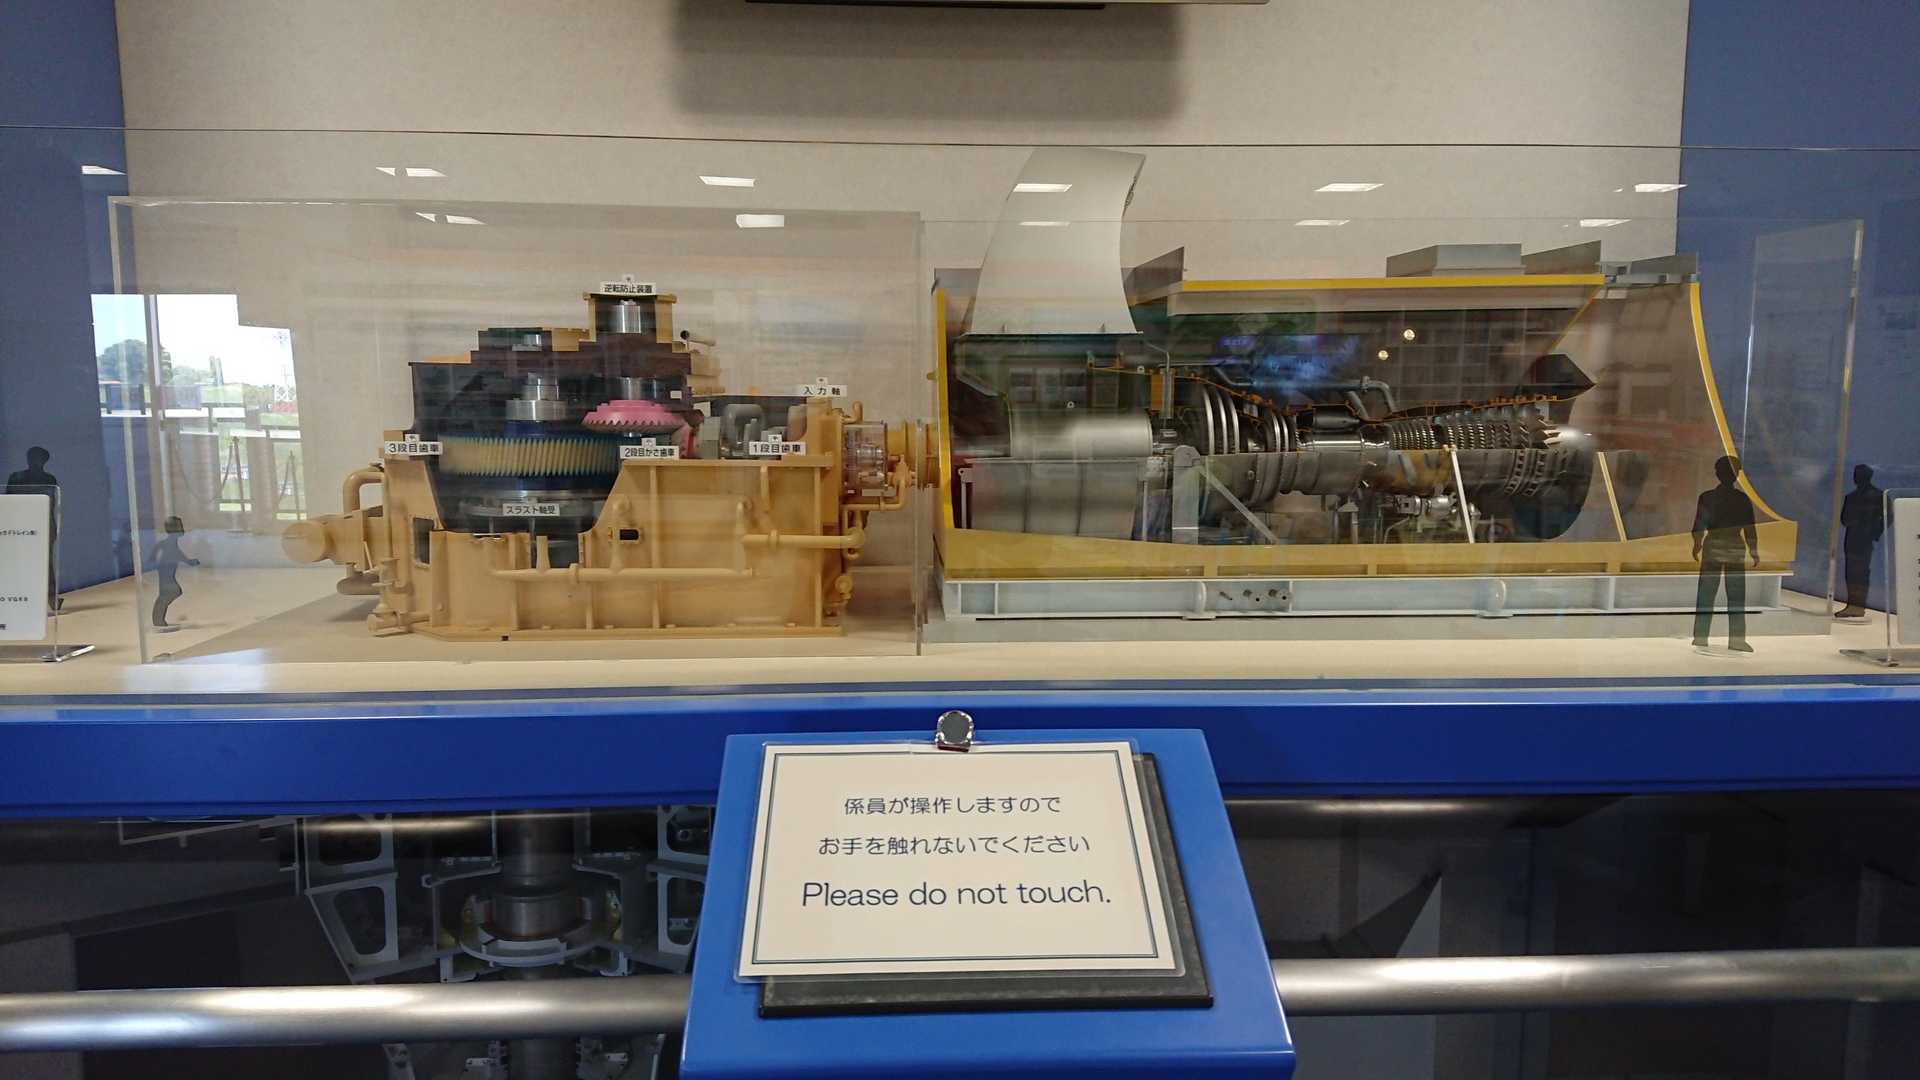 逆転防止装置
入力軸
3段目歯車
2段目かさ歯車
1段目歯車
スラスト軸受
係員が操作しますので
お手を触れないでください
Please do not touch.